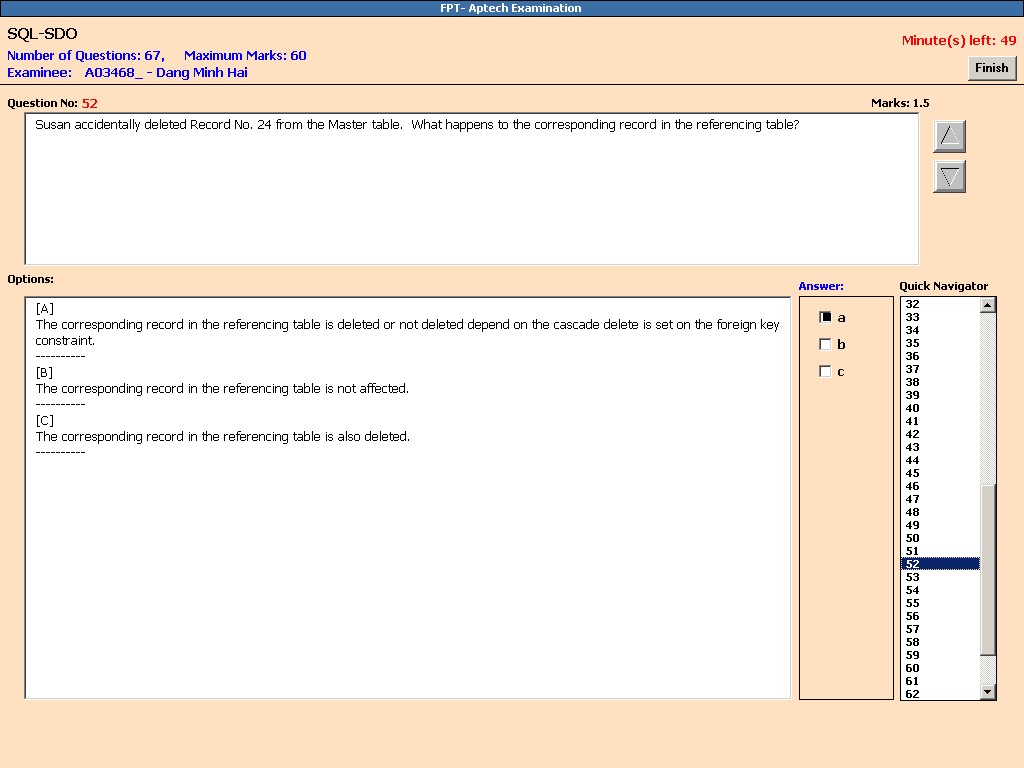 FPT- Aptech Examination
SQL-SDO
Number of Questions: 67, Maximum Marks: 60
Minute(s) left: 49
Examinee: A03468_ - Dang Minh Hai
Finish
Question No: 52
Marks: 1.5
Susan accidentally deleted Record No. 24 from the Master table. What happens to the corresponding record in the referencing table?
Options:
Answer:
Quick Navigator
[A]
The corresponding record in the referencing table is deleted or not deleted depend on the cascade delete is set on the foreign key
constraint.
----------
[B]
The corresponding record in the referencing table is not affected.
----------
[C]
The corresponding record in the referencing table is also deleted.
----------
a
b
c
32
33
34
35
36
37
38
39
40
41
42
43
44
45
46
47
48
49
50
51
52
53
54
55
56
57
58
59
60
61
62